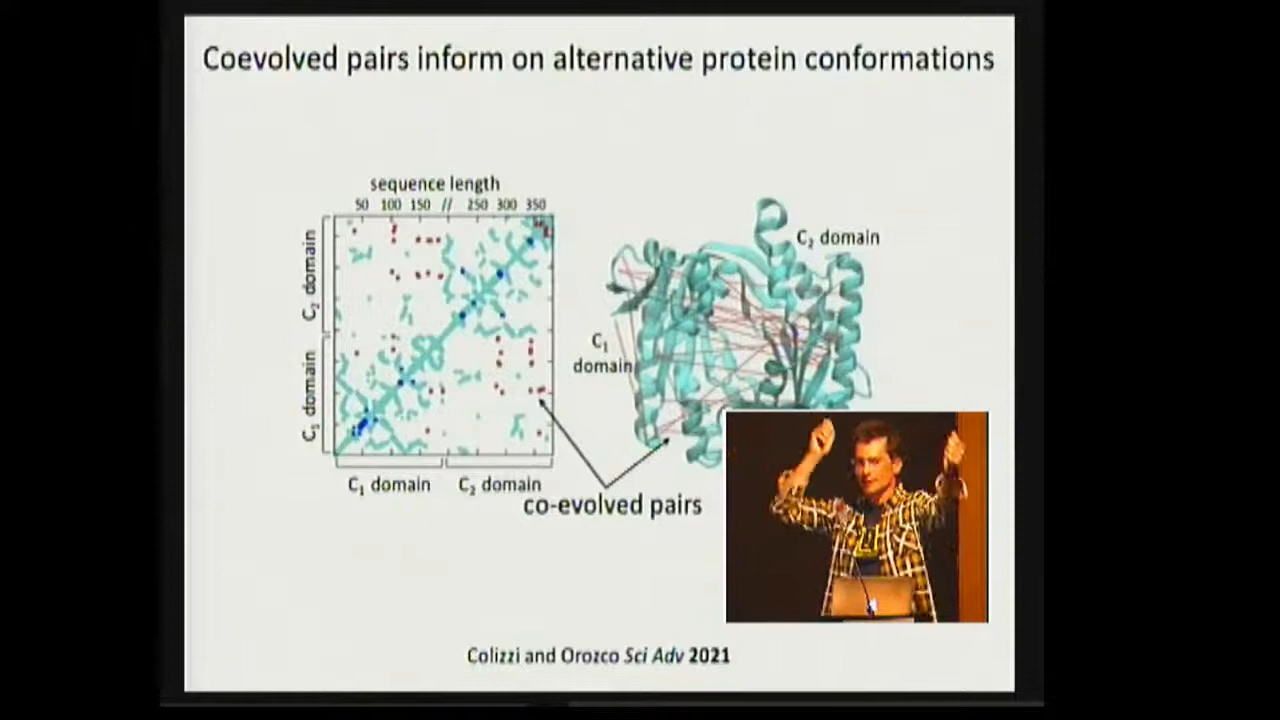 Coevolved pairs inform on alternative protein conformations
sequence length
50 100 150 // 250 300 350
C₂ domain
C₁ domain
C₁ domain C₂ domain
C₂ domain
C₁
domain
co-evolved pairs
Colizzi and Orozco Sci Adv 2021